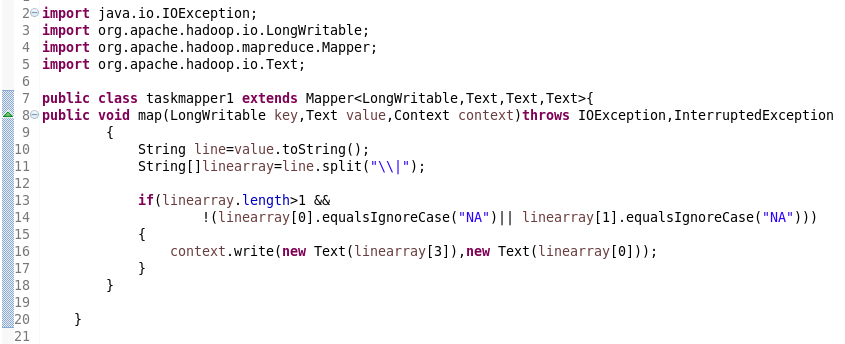 2 import java.io.IOException;
3 import org.apache.hadoop.io.LongWritable;
4 import org.apache.hadoop.mapreduce.Mapper;
5 import org.apache.hadoop.io.Text;
6
7 public class taskmapper1 extends Mapper<LongWritable,Text,Text,Text>{
8 public void map(LongWritable key,Text value,Context context)throws IOException,InterruptedException
9         {
10             String line=value.toString();
11             String[]linearray=line.split("\\|");
12
13             if(linearray.length>1 &&
14                     !(linearray[0].equalsIgnoreCase("NA")|| linearray[1].equalsIgnoreCase("NA")))
15             {
16                 context.write(new Text(linearray[3]),new Text(linearray[0]));
17             }
18         }
19
20     }
21